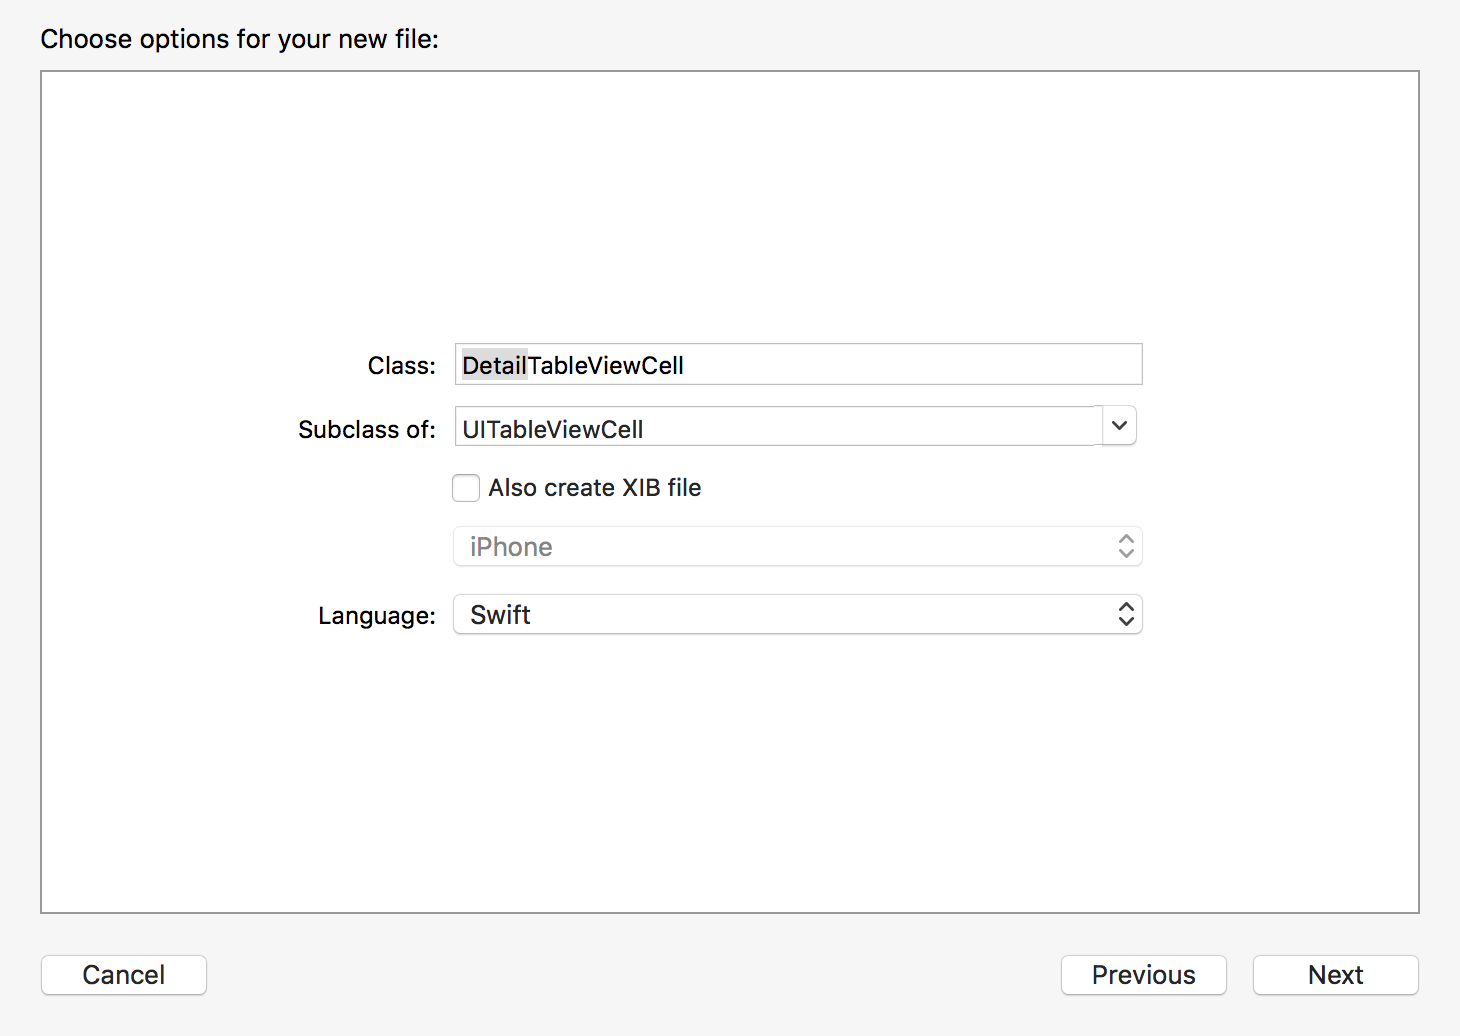 Choose options for your new file:
Class: DetailTableViewCell
Subclass of: UITableViewCell
Also create XIB file
iPhone
Language: Swift
Cancel Previous Next